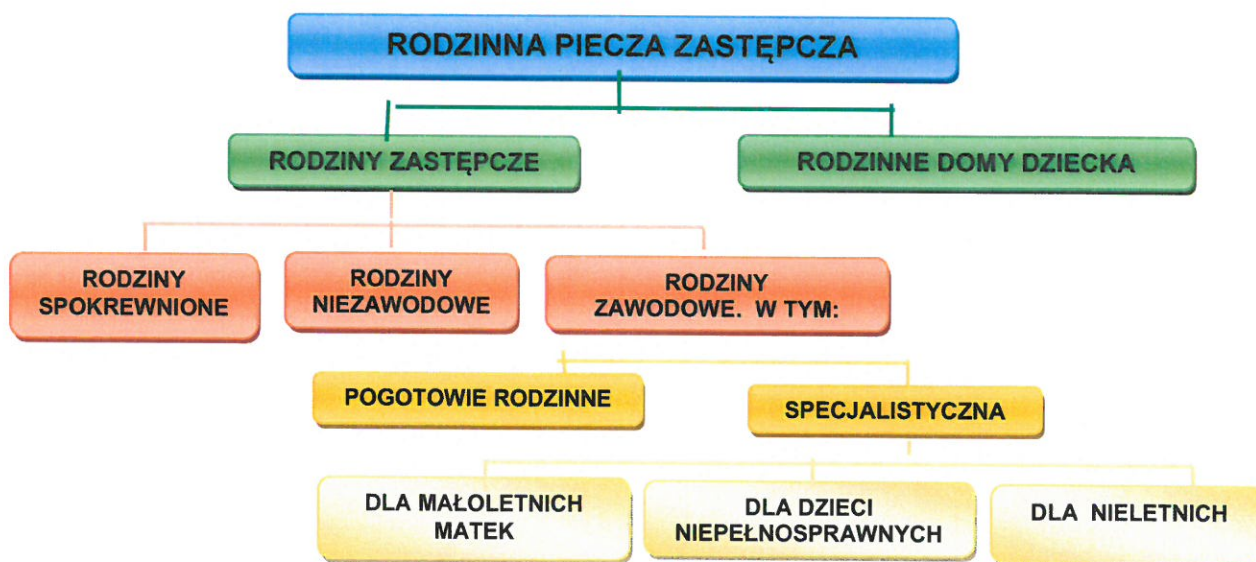 RODZINNA PIECZA ZASTĘPCZA
RODZINY ZASTĘPCZE
RODZINNE DOMY DZIECKA
RODZINY
SPOKREWNIONE
RODZINY
NIEZAWODOWE
RODZINY
ZAWODOWE. W TYM:
POGOTOWIE RODZINNE
SPECJALISTYCZNA
DLA MAŁOLETNICH
MATEK
DLA DZIECI
NIEPEŁNOSPRAWNYCH
DLA NIELETNICH